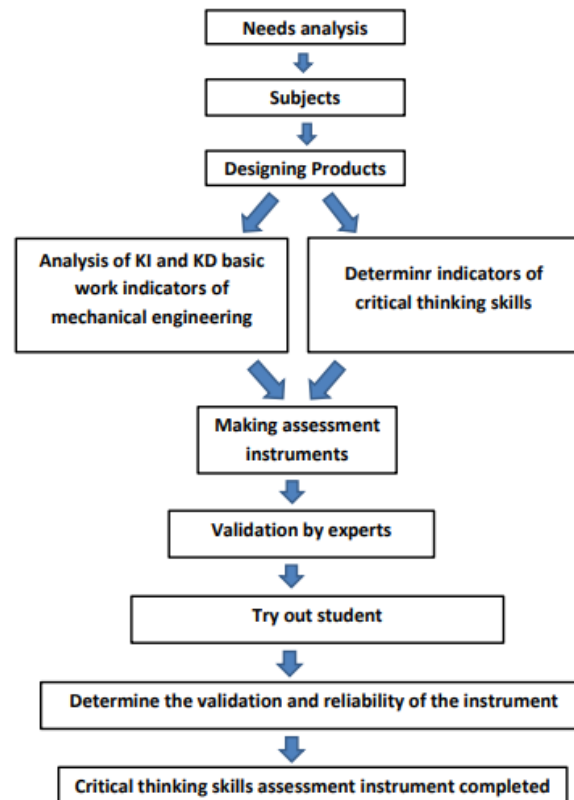 Needs analysis
Subjects
Designing Products
Analysis of KI and KD basic
work indicators of
mechanical engineering
Determinr indicators of
critical thinking skills
Making assessment
instruments
Validation by experts
Try out student
Determine the validation and reliability of the instrument
Critical thinking skills assessment instrument completed